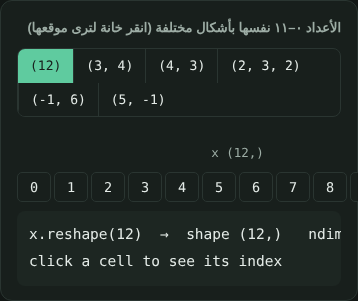 الأعداد ٠–١١ نفسها بأشكال مختلفة (انقر خانة لترى موقعها)
(12) (3, 4) (4, 3) (2, 3, 2)
(-1, 6) (5, -1)
x (12,)
0 1 2 3 4 5 6 7 8
x.reshape(12) → shape (12,) ndim
click a cell to see its index